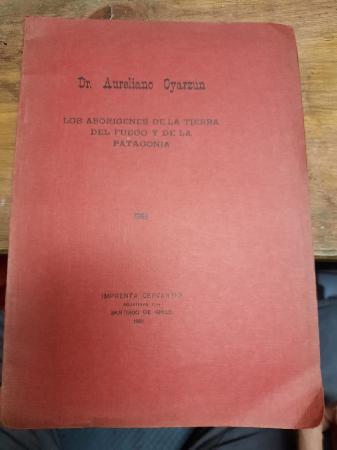 Dr. Aureliano Oyarzun
LOS ABORIGENES DE LA TIERRA
DEL FUEGO Y DE LA
PATAGONIA
IMPRENTA CERVANTES
SANTIAGO DE CHILE